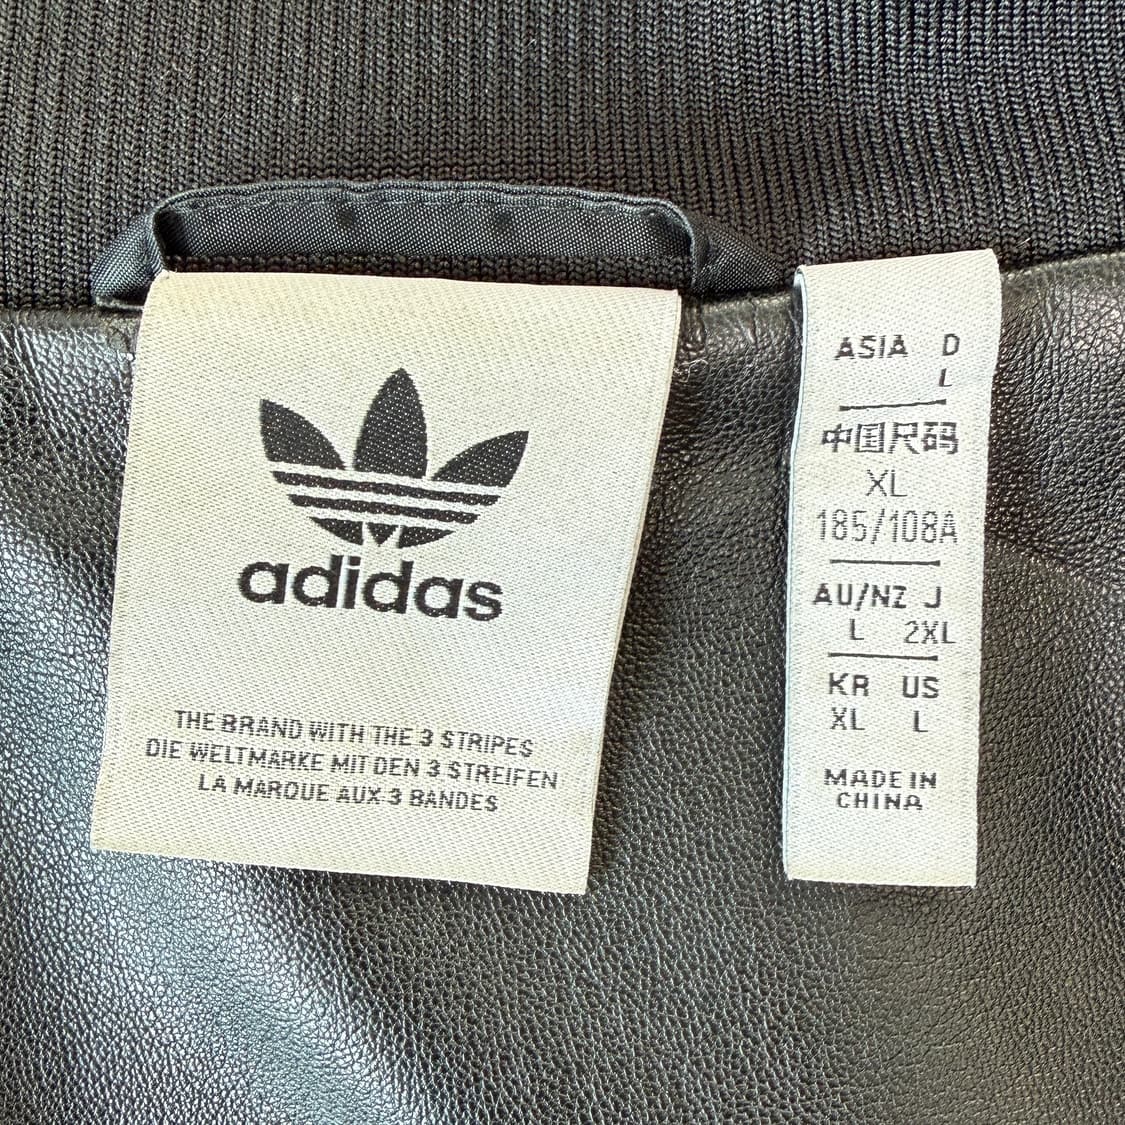 adidas
THE BRAND WITH THE 3 STRIPES
DIE WELTMARKE MIT DEN 3 STREIFEN
LA MARQUE AUX 3 BANDES
ASIA D
L
中国尺码
XL
185/108A
AU/NZ J
L 2XL
KR US
XL L
MADE IN
CHINA